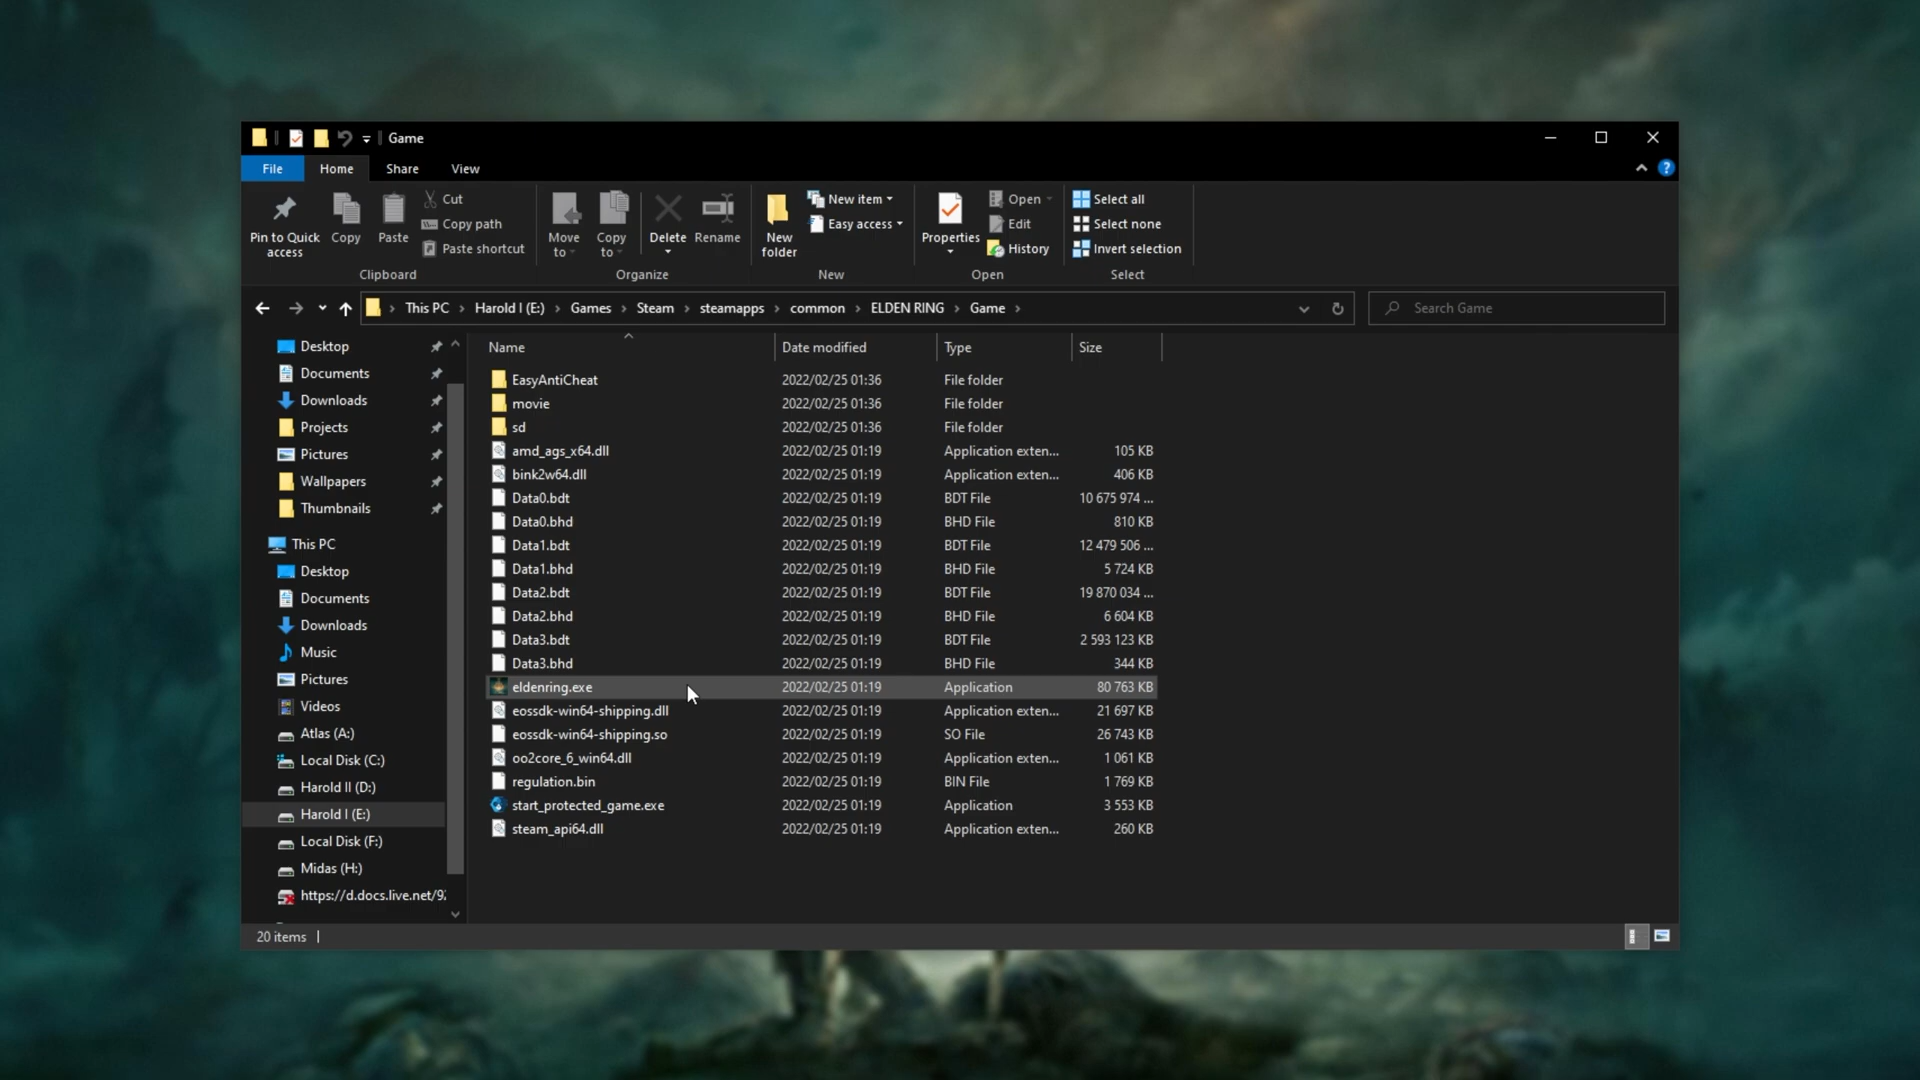 Game
File Home Share View
Pin to Quick access
Copy
Paste
Cut
Copy path
Paste shortcut
Clipboard
Move to
Copy to
Delete
Rename
Organize
New folder
New item
Easy access
New
Properties
Open
Edit
History
Open
Select all
Select none
Invert selection
Select
This PC Harold I (E:) Games Steam steamapps common ELDEN RING Game
Search Game
Desktop
Documents
Downloads
Projects
Pictures
Wallpapers
Thumbnails
This PC
Desktop
Documents
Downloads
Music
Pictures
Videos
Atlas (A:)
Local Disk (C:)
Harold II (D:)
Harold I (E:)
Local Disk (F:)
Midas (H:)
https://d.docs.live.net/9
Name Date modified Type Size
EasyAntiCheat 2022/02/25 01:36 File folder
movie 2022/02/25 01:36 File folder
sd 2022/02/25 01:36 File folder
amd_ags_x64.dll 2022/02/25 01:19 Application exten... 105 KB
bink2w64.dll 2022/02/25 01:19 Application exten... 406 KB
Data0.bdt 2022/02/25 01:19 BDT File 10 675 974 ...
Data0.bhd 2022/02/25 01:19 BHD File 810 KB
Data1.bdt 2022/02/25 01:19 BDT File 12 479 506 ...
Data1.bhd 2022/02/25 01:19 BHD File 5 724 KB
Data2.bdt 2022/02/25 01:19 BDT File 19 870 034 ...
Data2.bhd 2022/02/25 01:19 BHD File 6 604 KB
Data3.bdt 2022/02/25 01:19 BDT File 2 593 123 KB
Data3.bhd 2022/02/25 01:19 BHD File 344 KB
eldenring.exe 2022/02/25 01:19 Application 80 763 KB
eossdk-win64-shipping.dll 2022/02/25 01:19 Application exten... 21 697 KB
eossdk-win64-shipping.so 2022/02/25 01:19 SO File 26 743 KB
oo2core_6_win64.dll 2022/02/25 01:19 Application exten... 1 061 KB
regulation.bin 2022/02/25 01:19 BIN File 1 769 KB
start_protected_game.exe 2022/02/25 01:19 Application 3 553 KB
steam_api64.dll 2022/02/25 01:19 Application exten... 260 KB
20 items